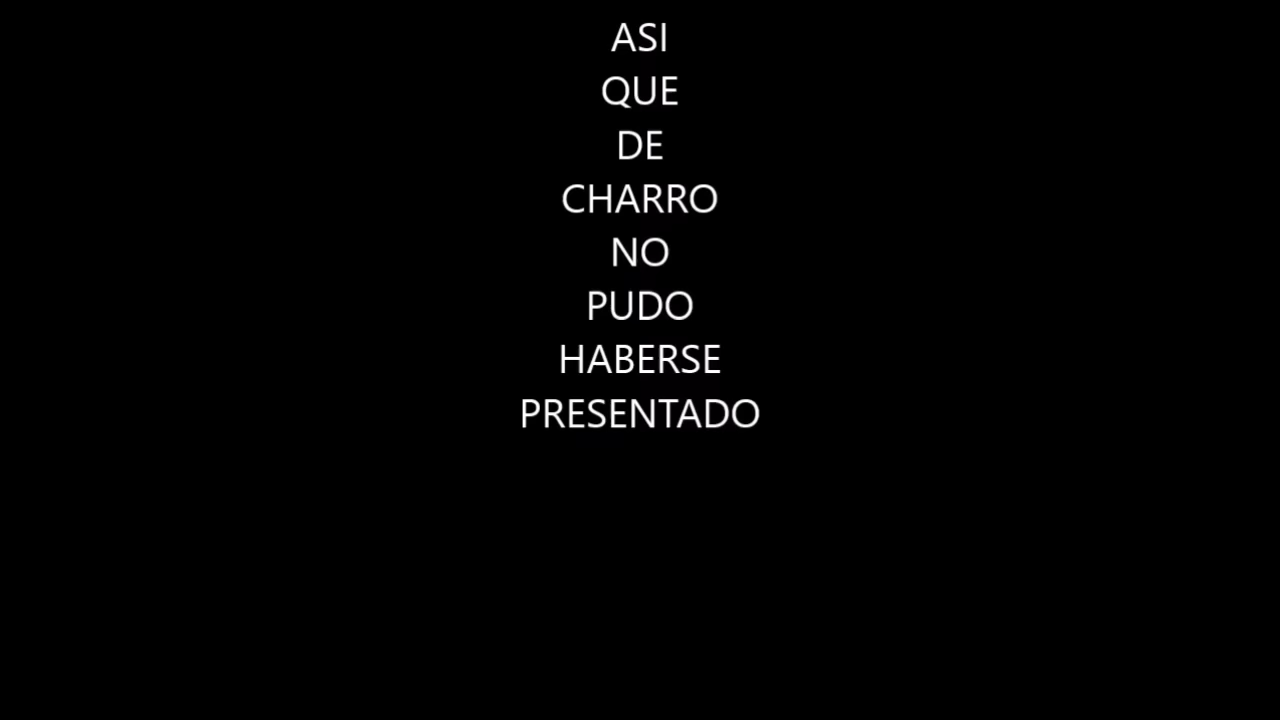 ASI
QUE
DE
CHARRO
NO
PUDO
HABERSE
PRESENTADO